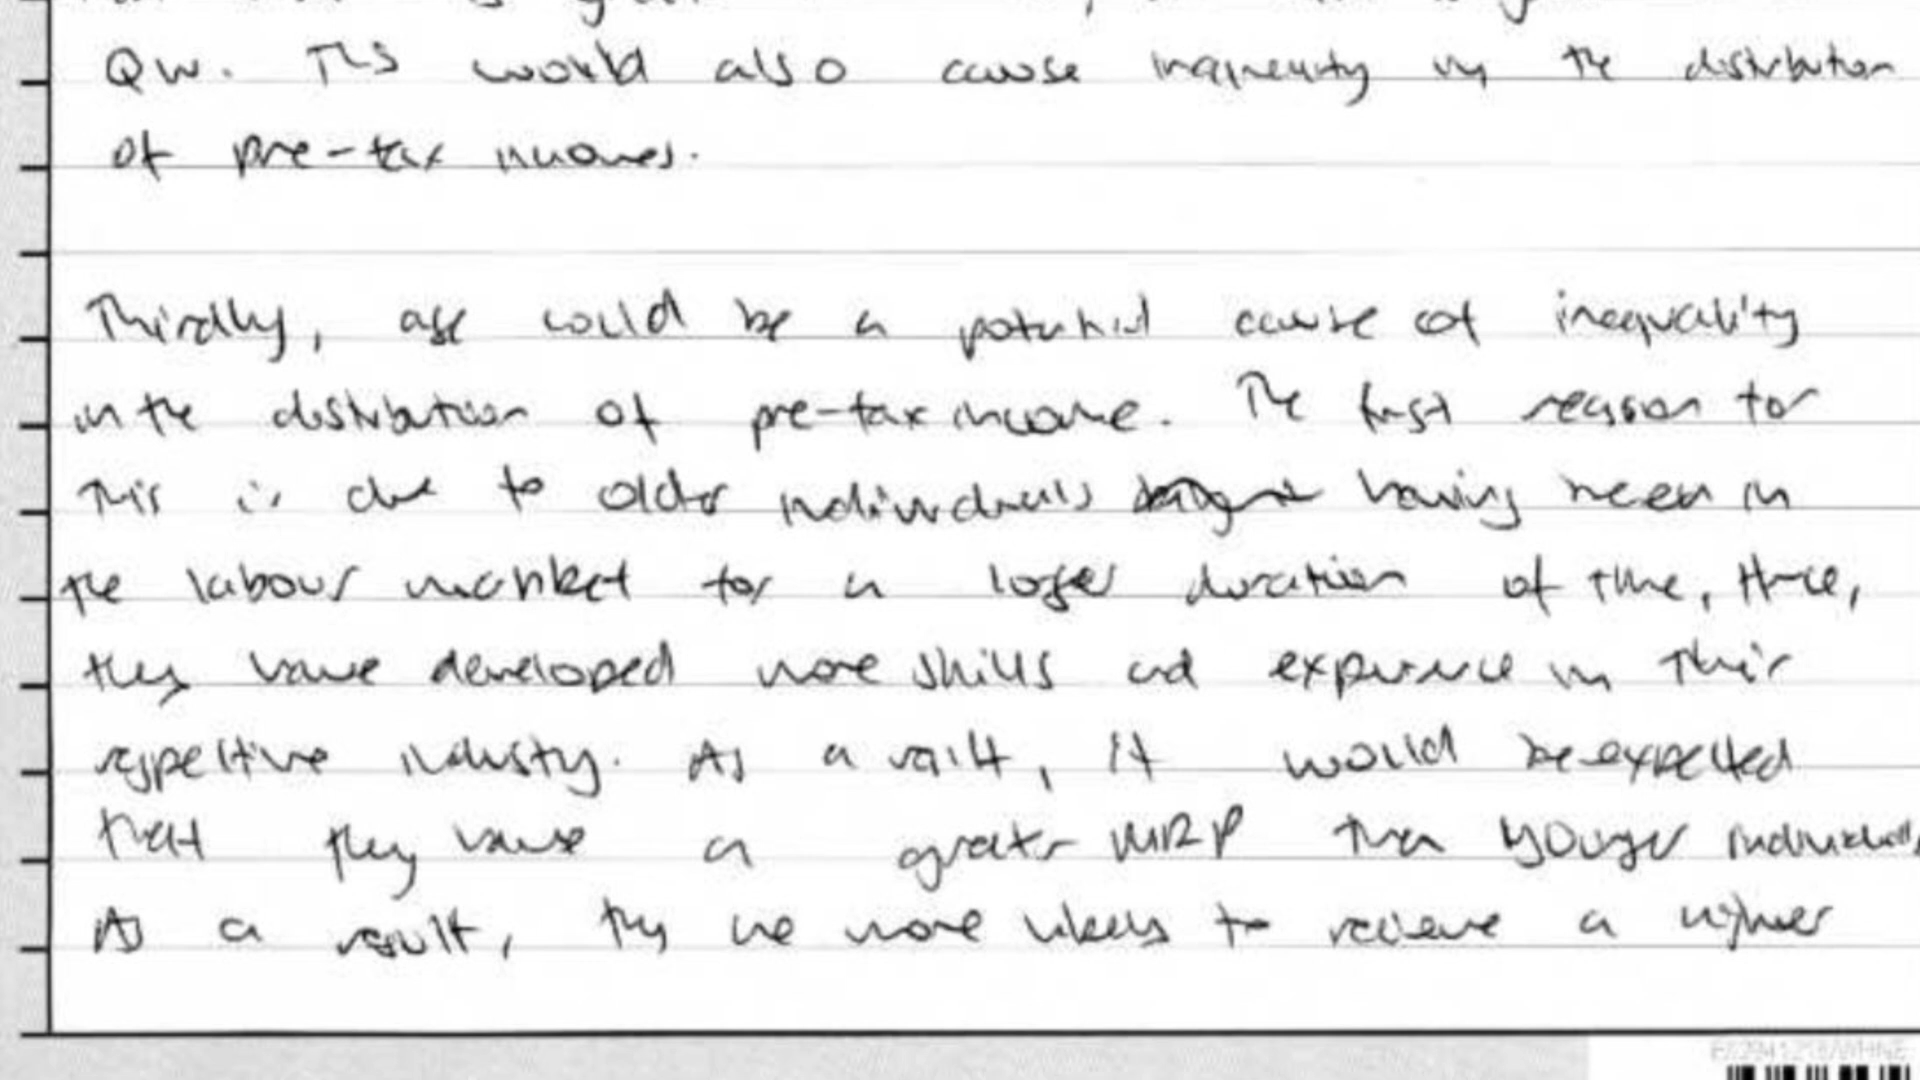 Qw. This would also cause inequality in the distribution
of pre-tax incomes.
Thirdly, age could be a potential cause of inequality
in the distribution of pre-tax income. The first reason for
this is due to older individuals having been in
the labour market for a longer duration of time, Hence,
they have developed more skills and experience in their
respective industry. As a result, it would be expected
that they have a greater MRP than younger individuals,
As a result, they are more likely to recieve a higher